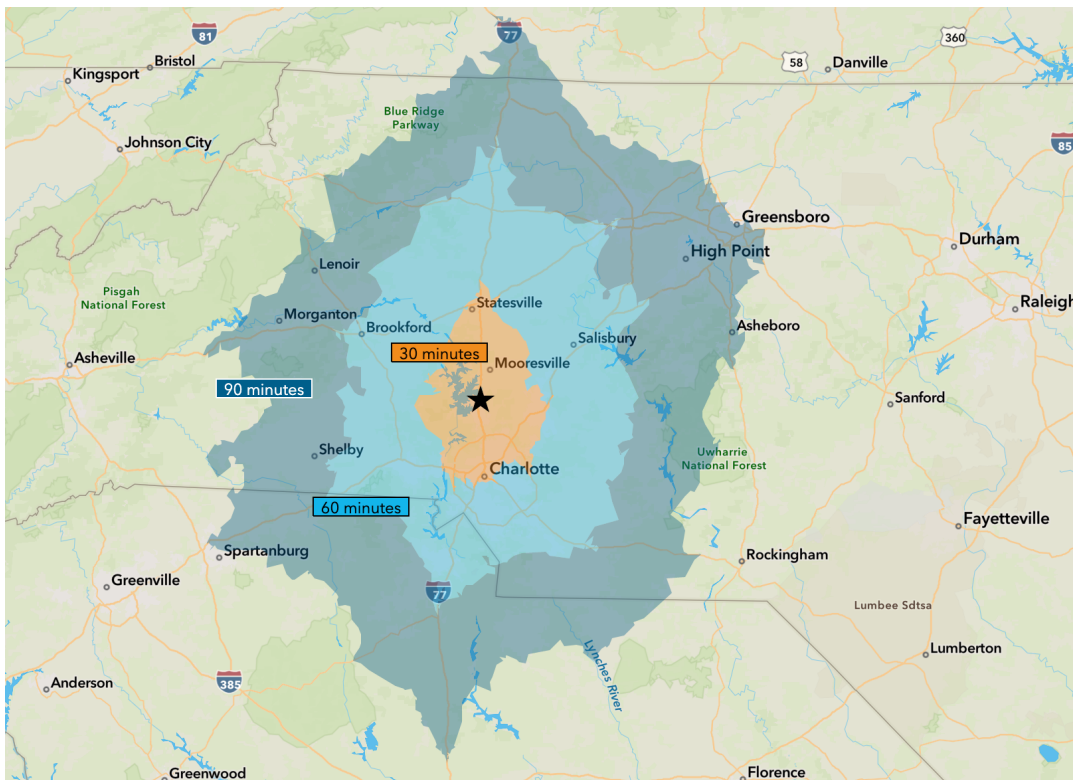 77
81
360
Bristol
58
Danville
Kingsport
Blue Ridge
Parkway
Johnson City
85
Greensboro
Durham
High Point
Lenoir
Pisgah
National Forest
Raleigh
Statesville
Morganton
Brookford
Asheboro
Salisbury
30 minutes
Asheville
Mooresville
90 minutes
Sanford
Shelby
Uwharrie
National Forest
Charlotte
60 minutes
Fayetteville
Spartanburg
Rockingham
Greenville
77
Lumbee Sdtsa
Lynches River
Lumberton
Anderson
385
Greenwood
Florence